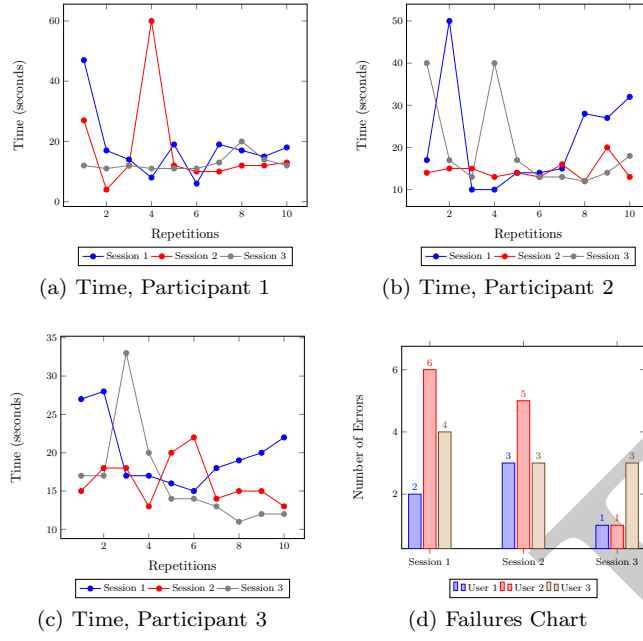 60
40
20
0
2 4 6 8 10
Time (seconds)
Repetitions
Session 1 Session 2 Session 3
(a) Time, Participant 1
50
40
30
20
10
2 4 6 8 10
Time (seconds)
Repetitions
Session 1 Session 2 Session 3
(b) Time, Participant 2
35
30
25
20
15
10
2 4 6 8 10
Time (seconds)
Repetitions
Session 1 Session 2 Session 3
(c) Time, Participant 3
6
4
2
Number of Errors
2 6 4 3 5 3 1 1 3
Session 1 Session 2 Session 3
User 1 User 2 User 3
(d) Failures Chart